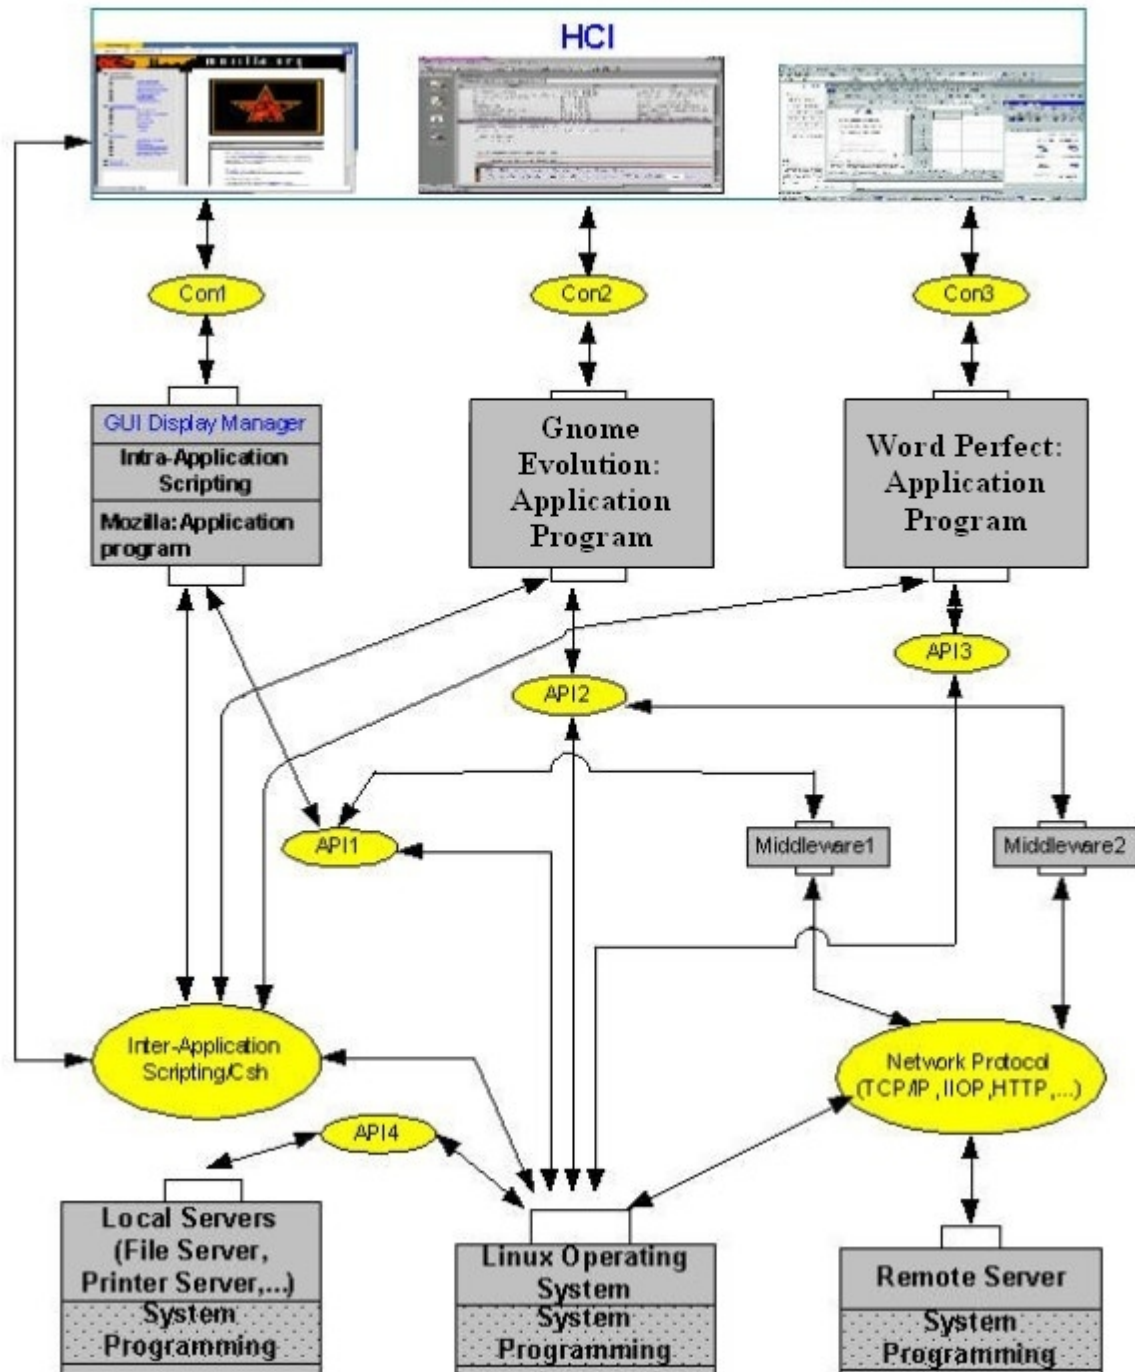 HCI
mozilla.org
Con1
Con2
Con3
GUI Display Manager
Intra-Application
Scripting
Mozilla:Application
program
Gnome
Evolution:
Application
Program
Word Perfect:
Application
Program
API3
API2
API1
Middleware1
Middleware2
Inter-Application
Scripting/Csh
Network Protocol
(TCP/IP,IIOP,HTTP,...)
API4
Local Servers
(File Server,
Printer Server,...)
System
Programming
Linux Operating
System
System
Programming
Remote Server
System
Programming